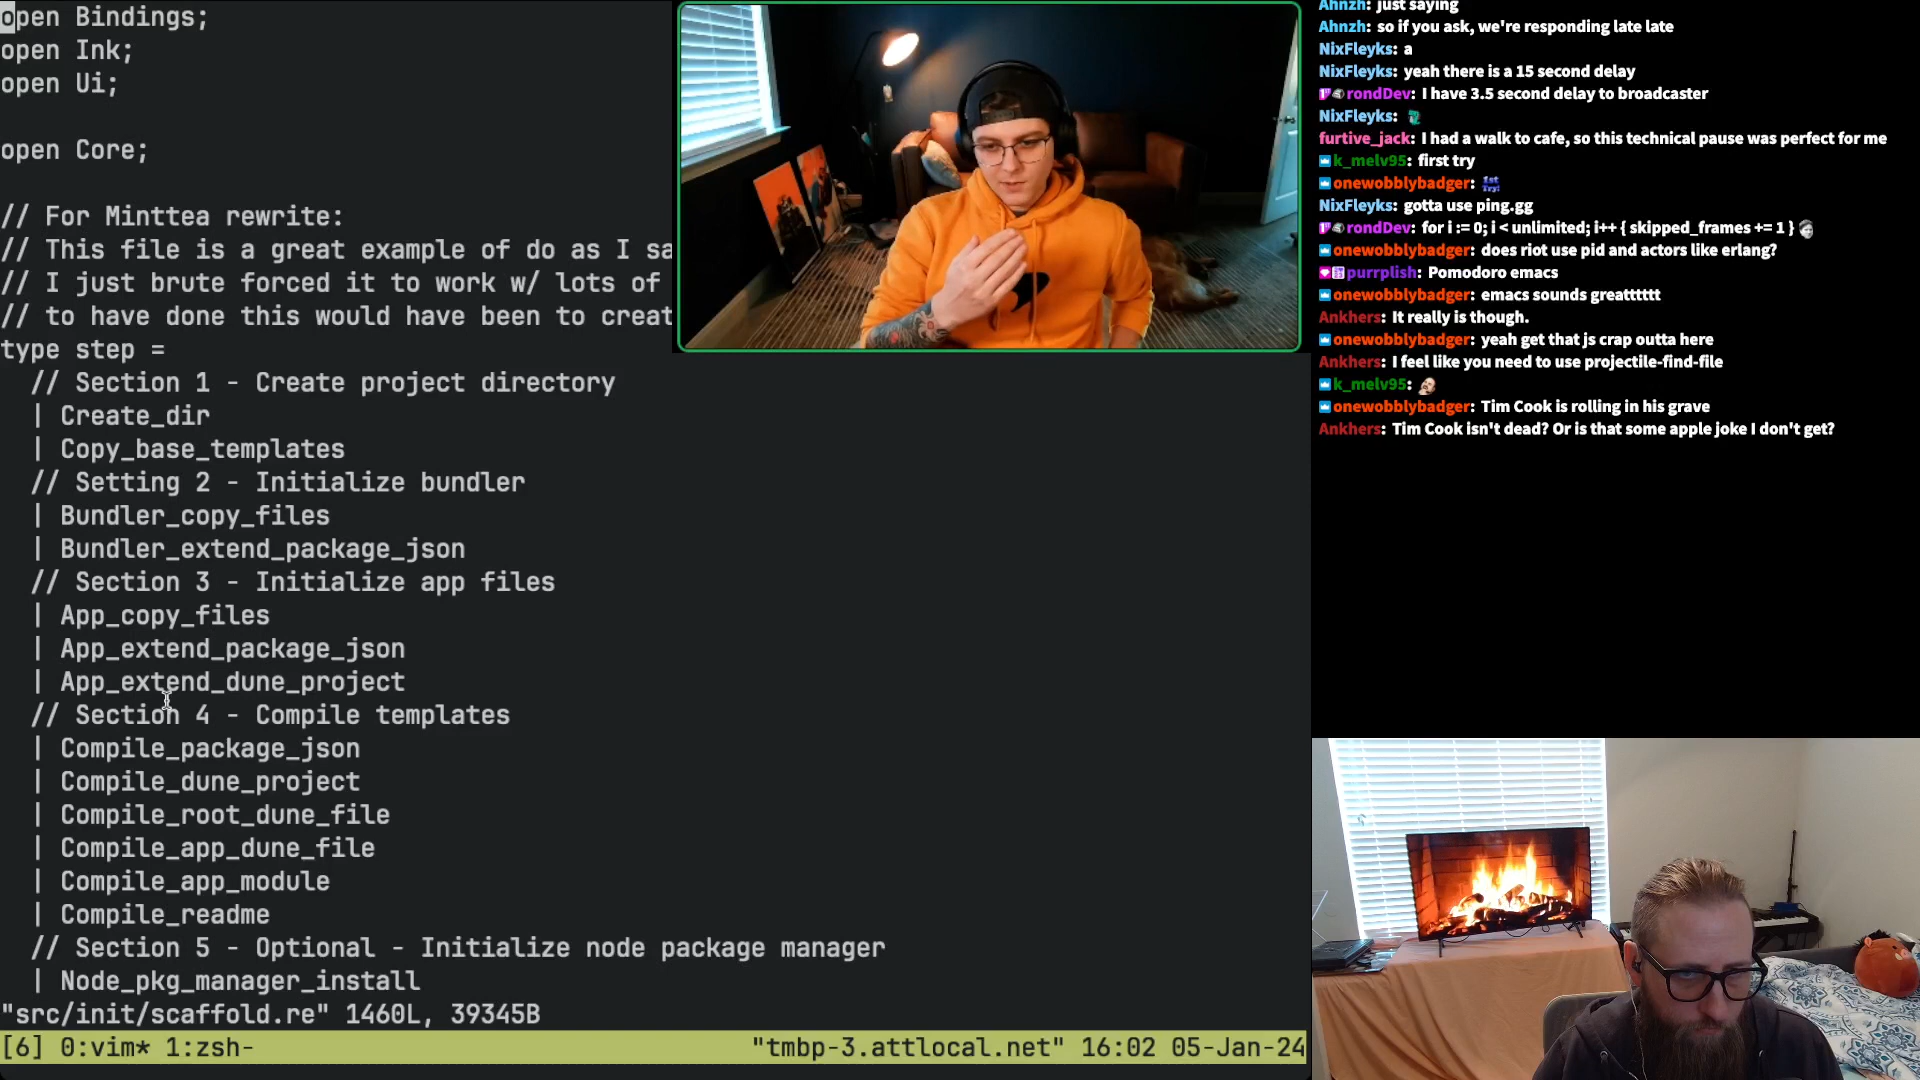 open Bindings;
open Ink;
open Ui;
open Core;
// For Minttea rewrite:
// This file is a great example of do as I sa
// I just brute forced it to work w/ lots of
// to have done this would have been to creat
type step =
// Section 1 - Create project directory
| Create_dir
| Copy_base_templates
// Setting 2 - Initialize bundler
| Bundler_copy_files
| Bundler_extend_package_json
// Section 3 - Initialize app files
| App_copy_files
| App_extend_package_json
| App_extend_dune_project
// Section 4 - Compile templates
| Compile_package_json
| Compile_dune_project
| Compile_root_dune_file
| Compile_app_dune_file
| Compile_app_module
| Compile_readme
// Section 5 - Optional - Initialize node package manager
| Node_pkg_manager_install
"src/init/scaffold.re" 1460L, 39345B
[6] 0:vim* 1:zsh-
"tmbp-3.attlocal.net" 16:02 05-Jan-24
Ahnzh: just saying
Ahnzh: so if you ask, we're responding late late
NixFleyks: a
NixFleyks: yeah there is a 15 second delay
rondDev: I have 3.5 second delay to broadcaster
NixFleyks:
furtive_jack: I had a walk to cafe, so this technical pause was perfect for me
k_melv95: first try
onewobblybadger: 1st Try!
NixFleyks: gotta use ping.gg
rondDev: for i := 0; i < unlimited; i++ { skipped_frames += 1 }
onewobblybadger: does riot use pid and actors like erlang?
purrplish: Pomodoro emacs
onewobblybadger: emacs sounds greatttttt
Ankhers: It really is though.
onewobblybadger: yeah get that js crap outta here
Ankhers: I feel like you need to use projectile-find-file
k_melv95:
onewobblybadger: Tim Cook is rolling in his grave
Ankhers: Tim Cook isn't dead? Or is that some apple joke I don't get?